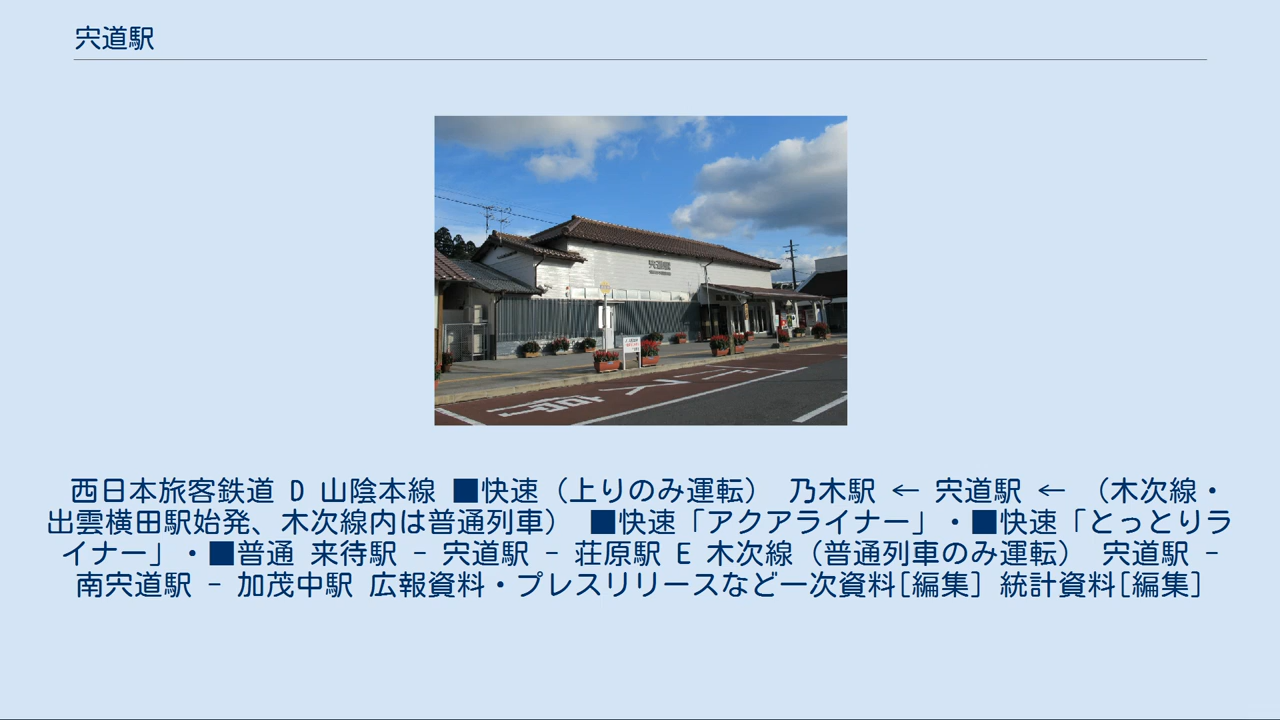 宍道駅
宍道駅
西日本旅客鉄道 D 山陰本線 ■快速（上りのみ運転） 乃木駅 ← 宍道駅 ← （木次線・
出雲横田駅始発、木次線内は普通列車） ■快速「アクアライナー」・■快速「とっとりラ
イナー」・■普通 来待駅 - 宍道駅 - 荘原駅 E 木次線（普通列車のみ運転） 宍道駅 -
南宍道駅 - 加茂中駅 広報資料・プレスリリースなど一次資料[編集] 統計資料[編集]